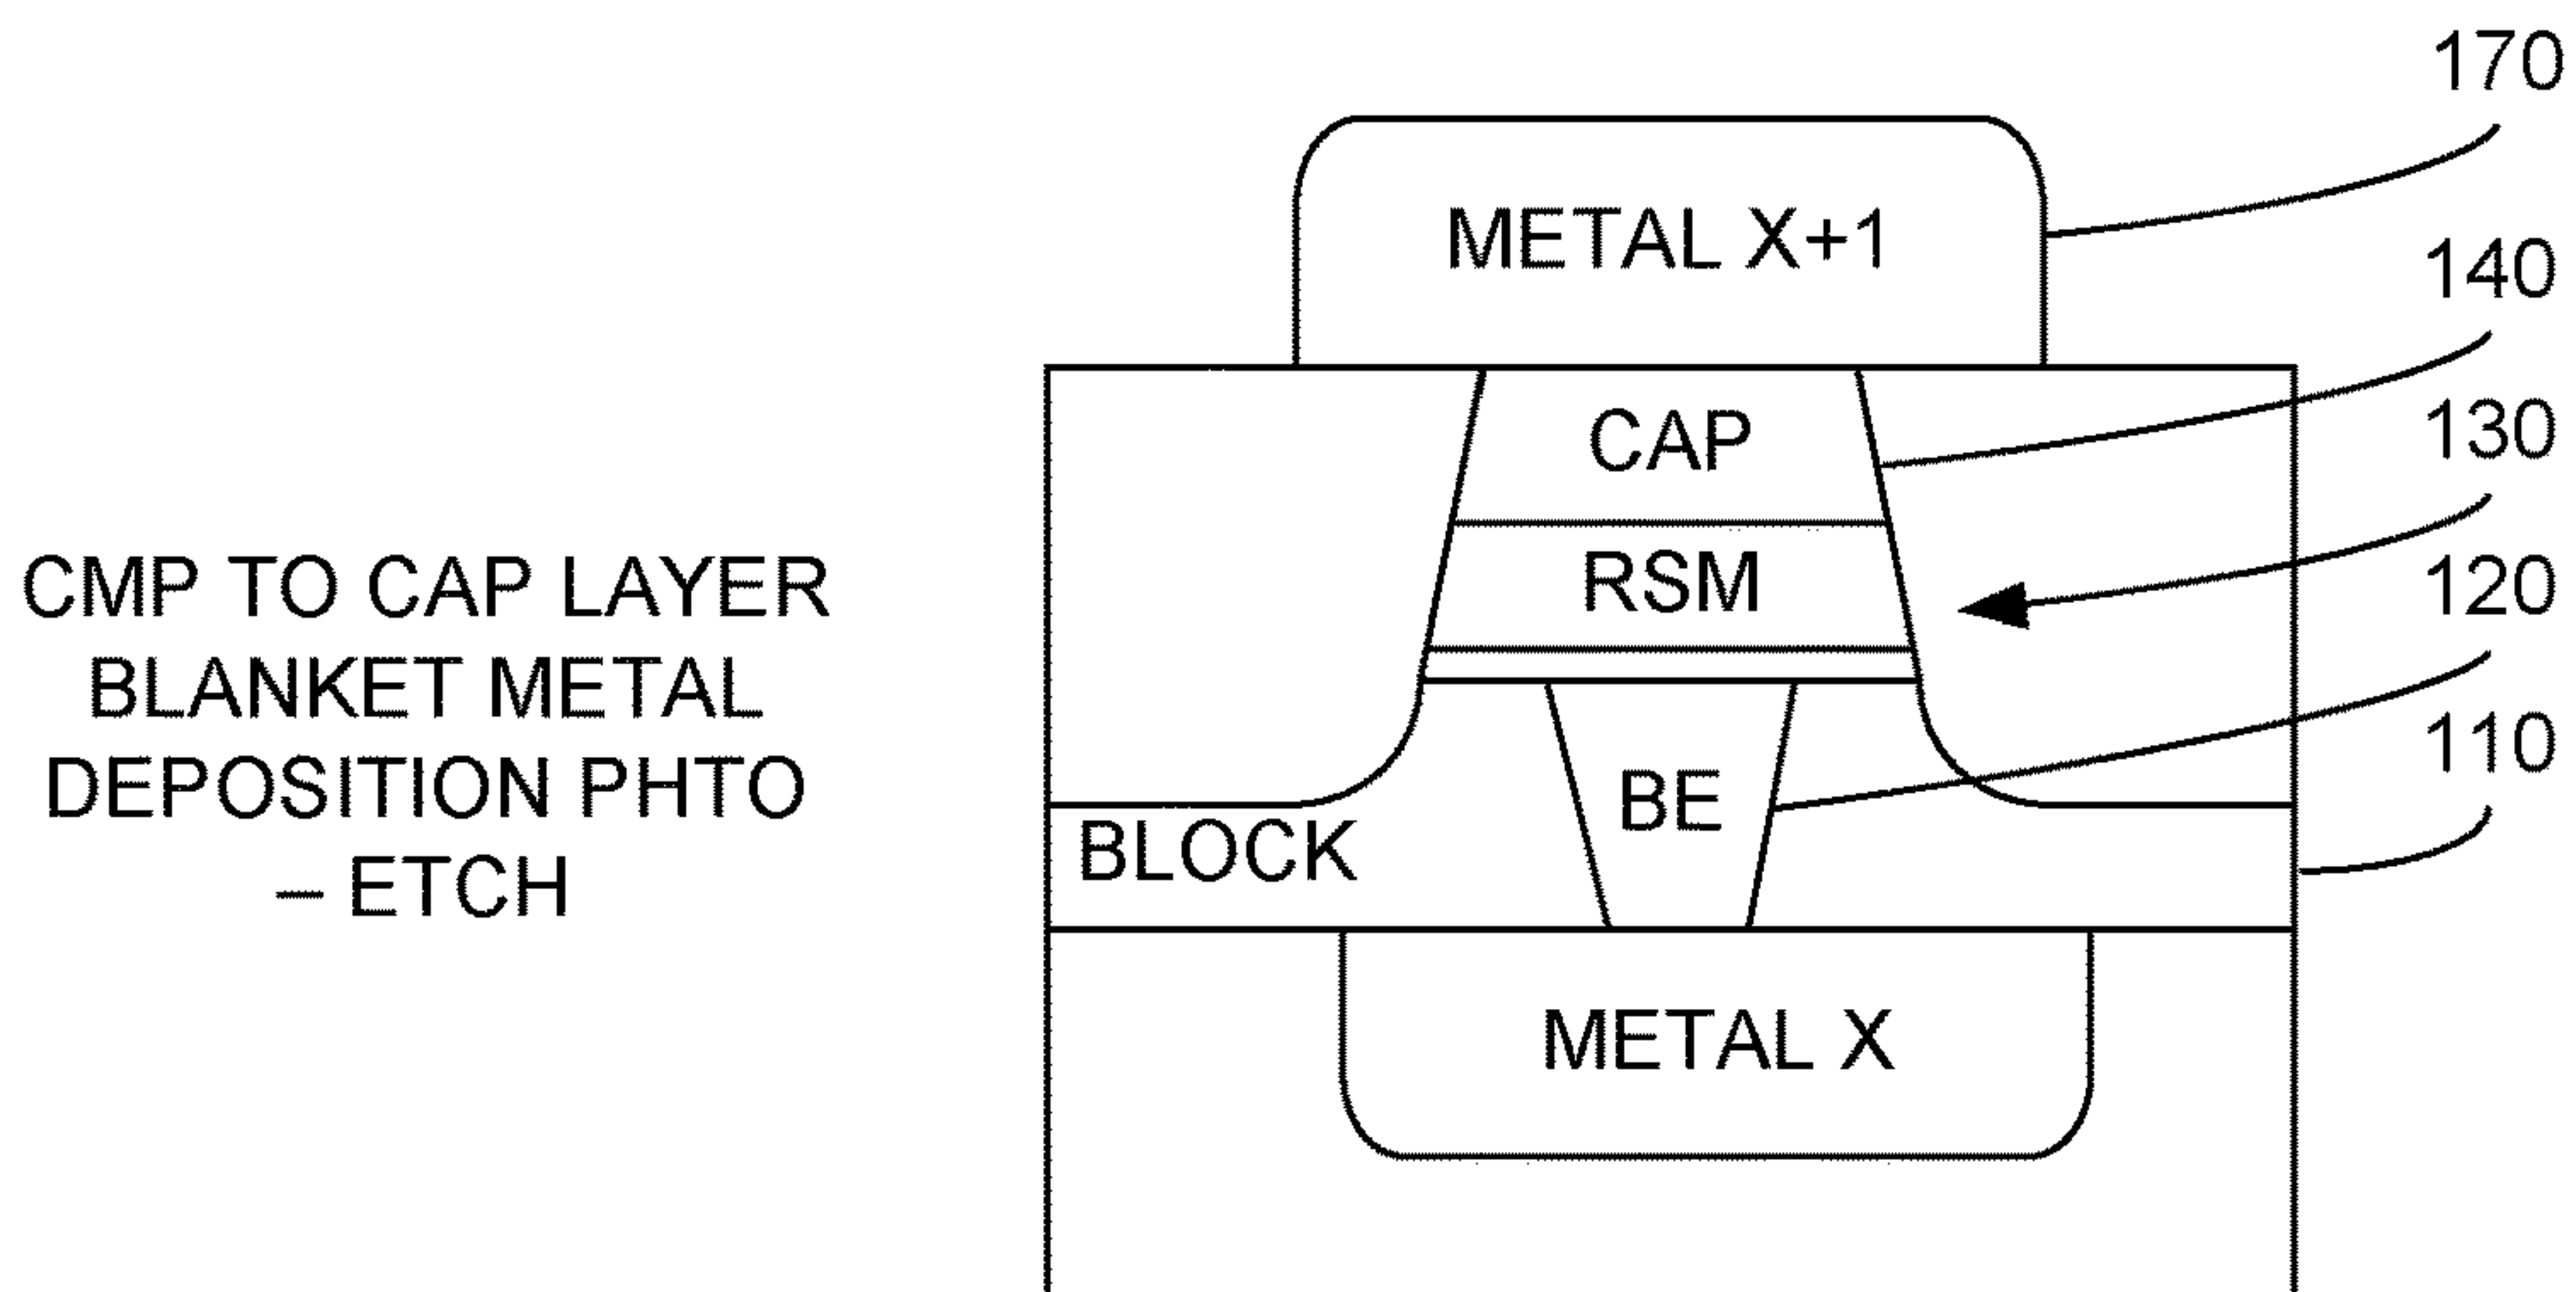 170
METAL X+1
140
CAP
130
RSM
120
CMP TO CAP LAYER
BLANKET METAL
DEPOSITION PHTO
– ETCH
BE
110
BLOCK
METAL X